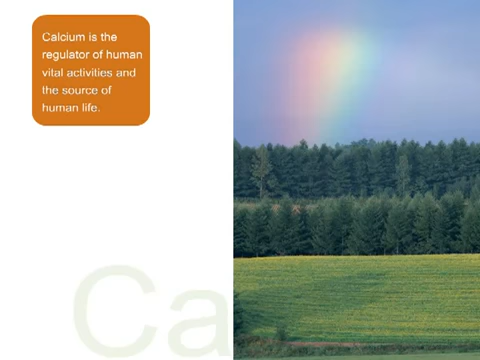 Calcium is the
regulator of human
vital activities and
the source of
human life.
Ca